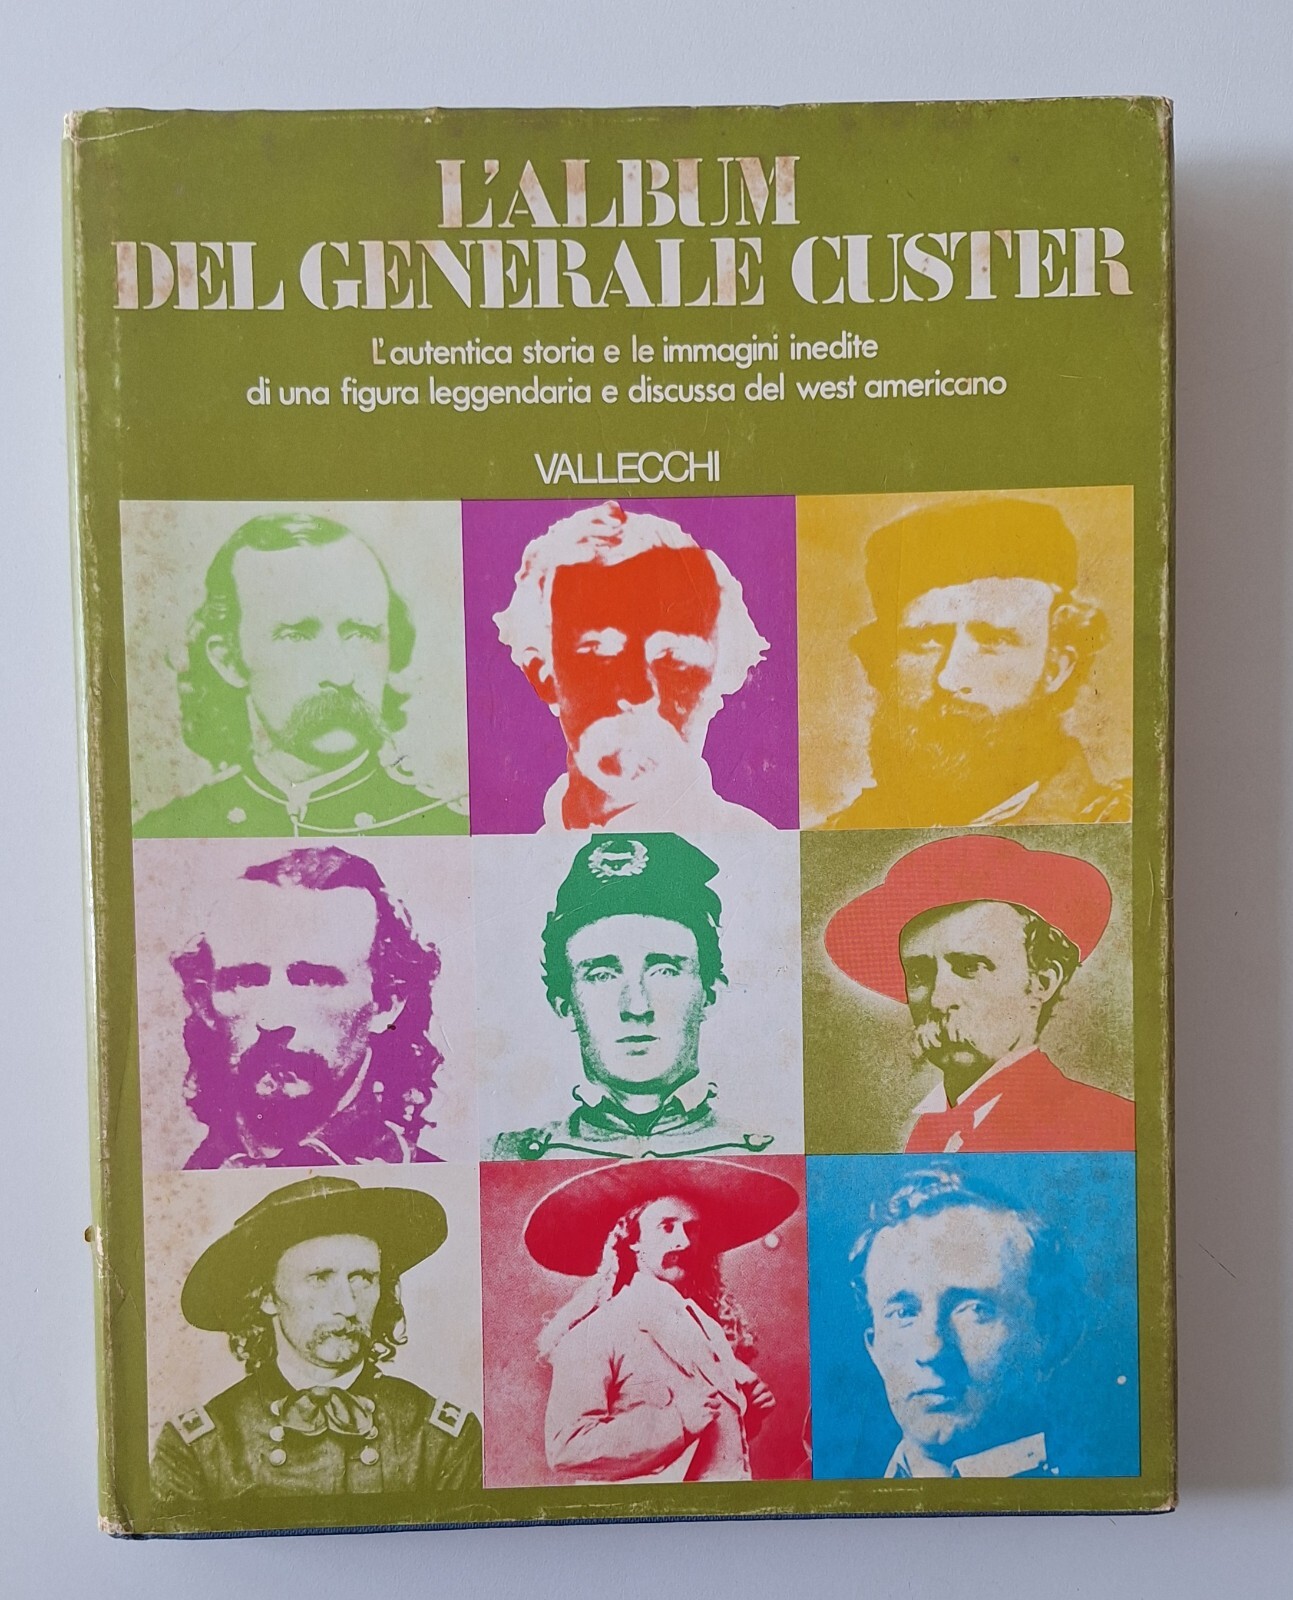 L'ALBUM
DEL GENERALE CUSTER
L'autentica storia e le immagini inedite
di una figura leggendaria e discussa del west americano
VALLECCHI